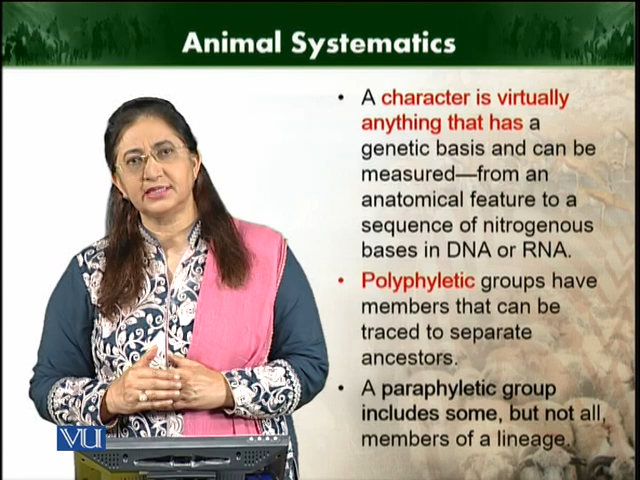 Animal Systematics
• A character is virtually
anything that has a
genetic basis and can be
measured—from an
anatomical feature to a
sequence of nitrogenous
bases in DNA or RNA.
• Polyphyletic groups have
members that can be
traced to separate
ancestors.
• A paraphyletic group
includes some, but not all,
members of a lineage.
VU